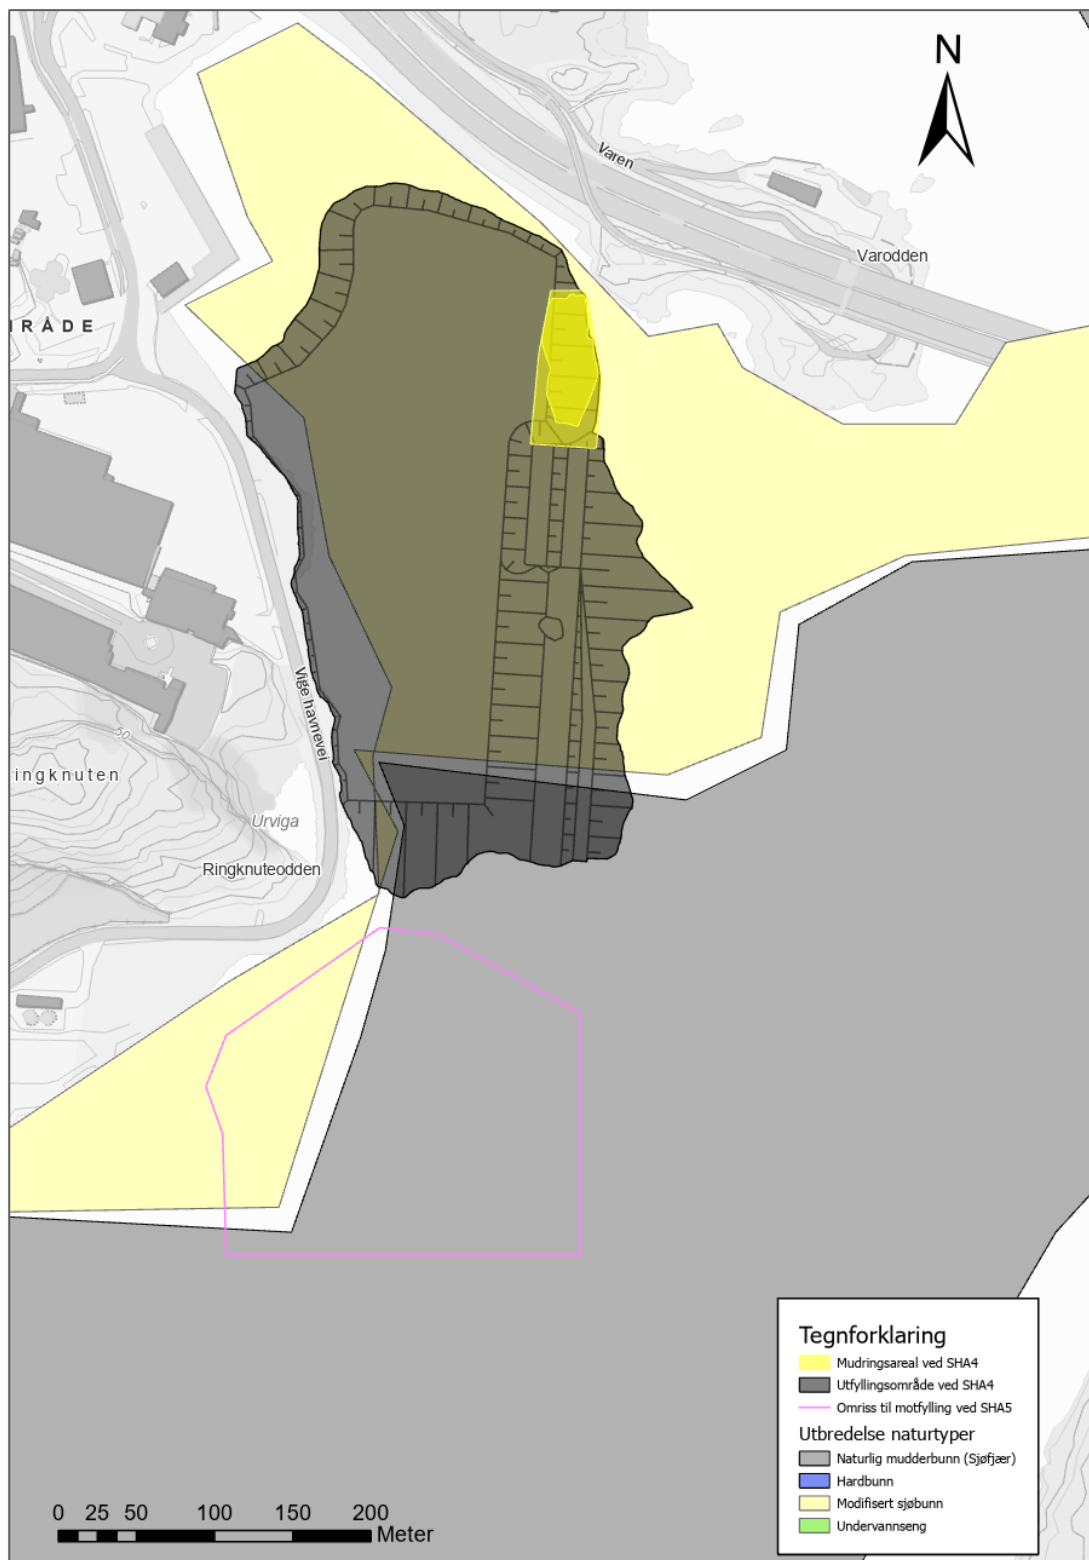 N
Varen
Varodden
IRÅDE
Vige havnevei
50
ingknuten
Urviga
Ringknuteodden
Tegnforklaring
Mudringsareal ved SHA4
Utfyllingsområde ved SHA4
Omriss til motfylling ved SHA5
Utbredelse naturtyper
Naturlig mudderbunn (Sjøfjær)
Hardbunn
Modifisert sjøbunn
Undervannseng
0 25 50 100 150 200
Meter